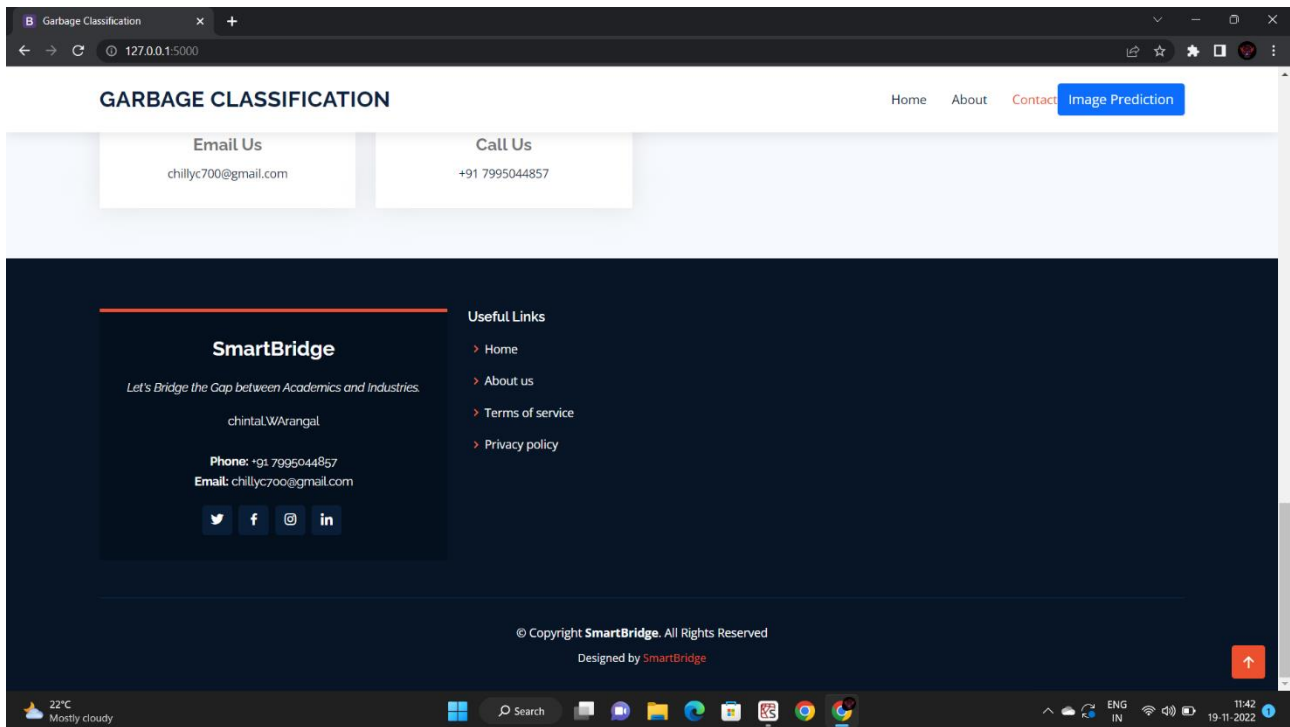 Garbage Classification
127.0.0.1:5000
GARBAGE CLASSIFICATION
Home About Contact Image Prediction
Email Us
chillyc700@gmail.com
Call Us
+91 7995044857
SmartBridge
Let's Bridge the Gap between Academics and Industries.
chintal.WArangal
Phone: +91 7995044857
Email: chillyc700@gmail.com
in
Useful Links
Home
About us
Terms of service
Privacy policy
© Copyright SmartBridge. All Rights Reserved
Designed by SmartBridge
22°C
Mostly cloudy
Search
ENG
IN
11:42
19-11-2022
1